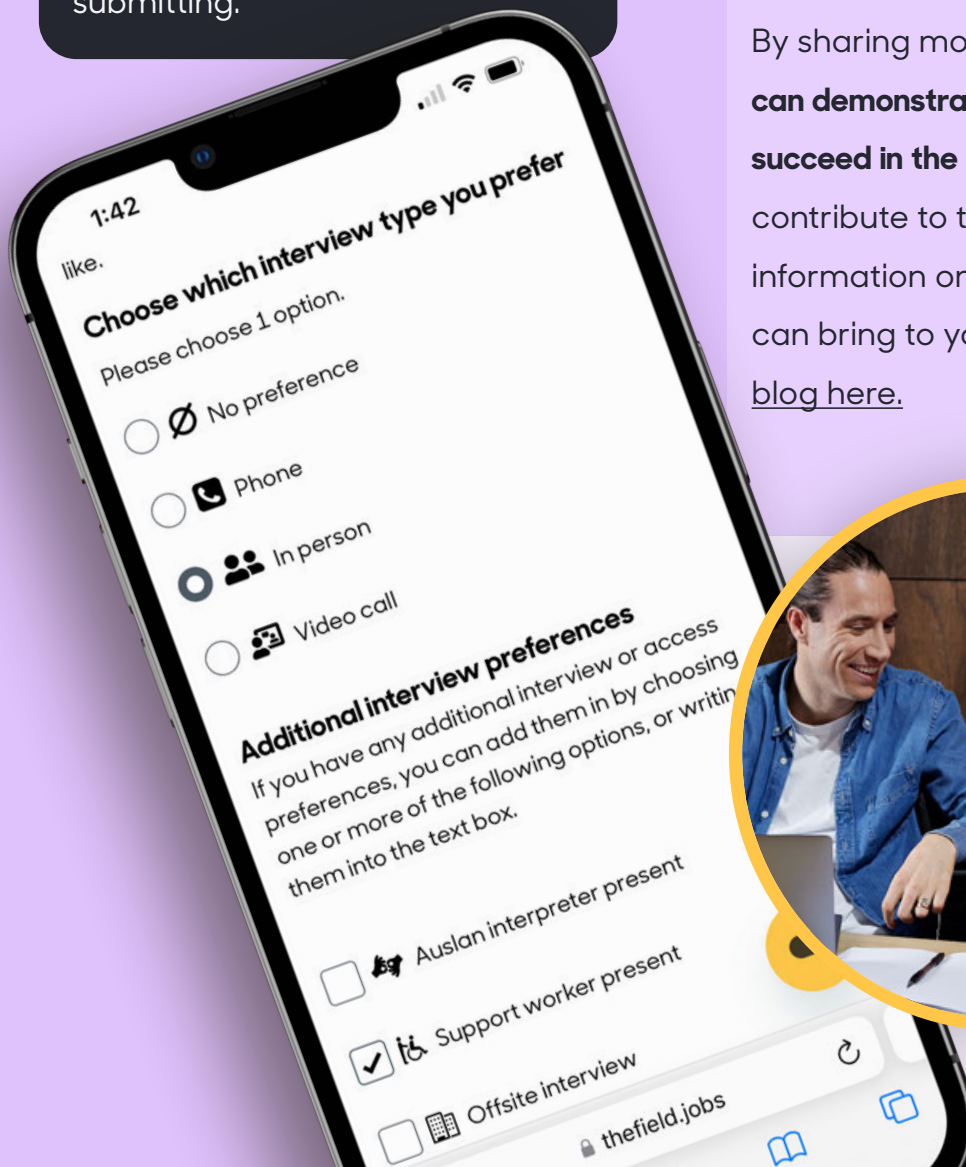 submitting.
1:42
like.
Choose which interview type you prefer
Please choose 1 option.
No preference
Phone
In person
Video call
Additional interview preferences
If you have any additional interview or access
preferences, you can add them in by choosing
one or more of the following options, or writin
them into the text box.
Auslan interpreter present
Support worker present
Offsite interview
thefield.jobs
By sharing mo
can demonstra
succeed in the
contribute to t
information or
can bring to yo
blog here.